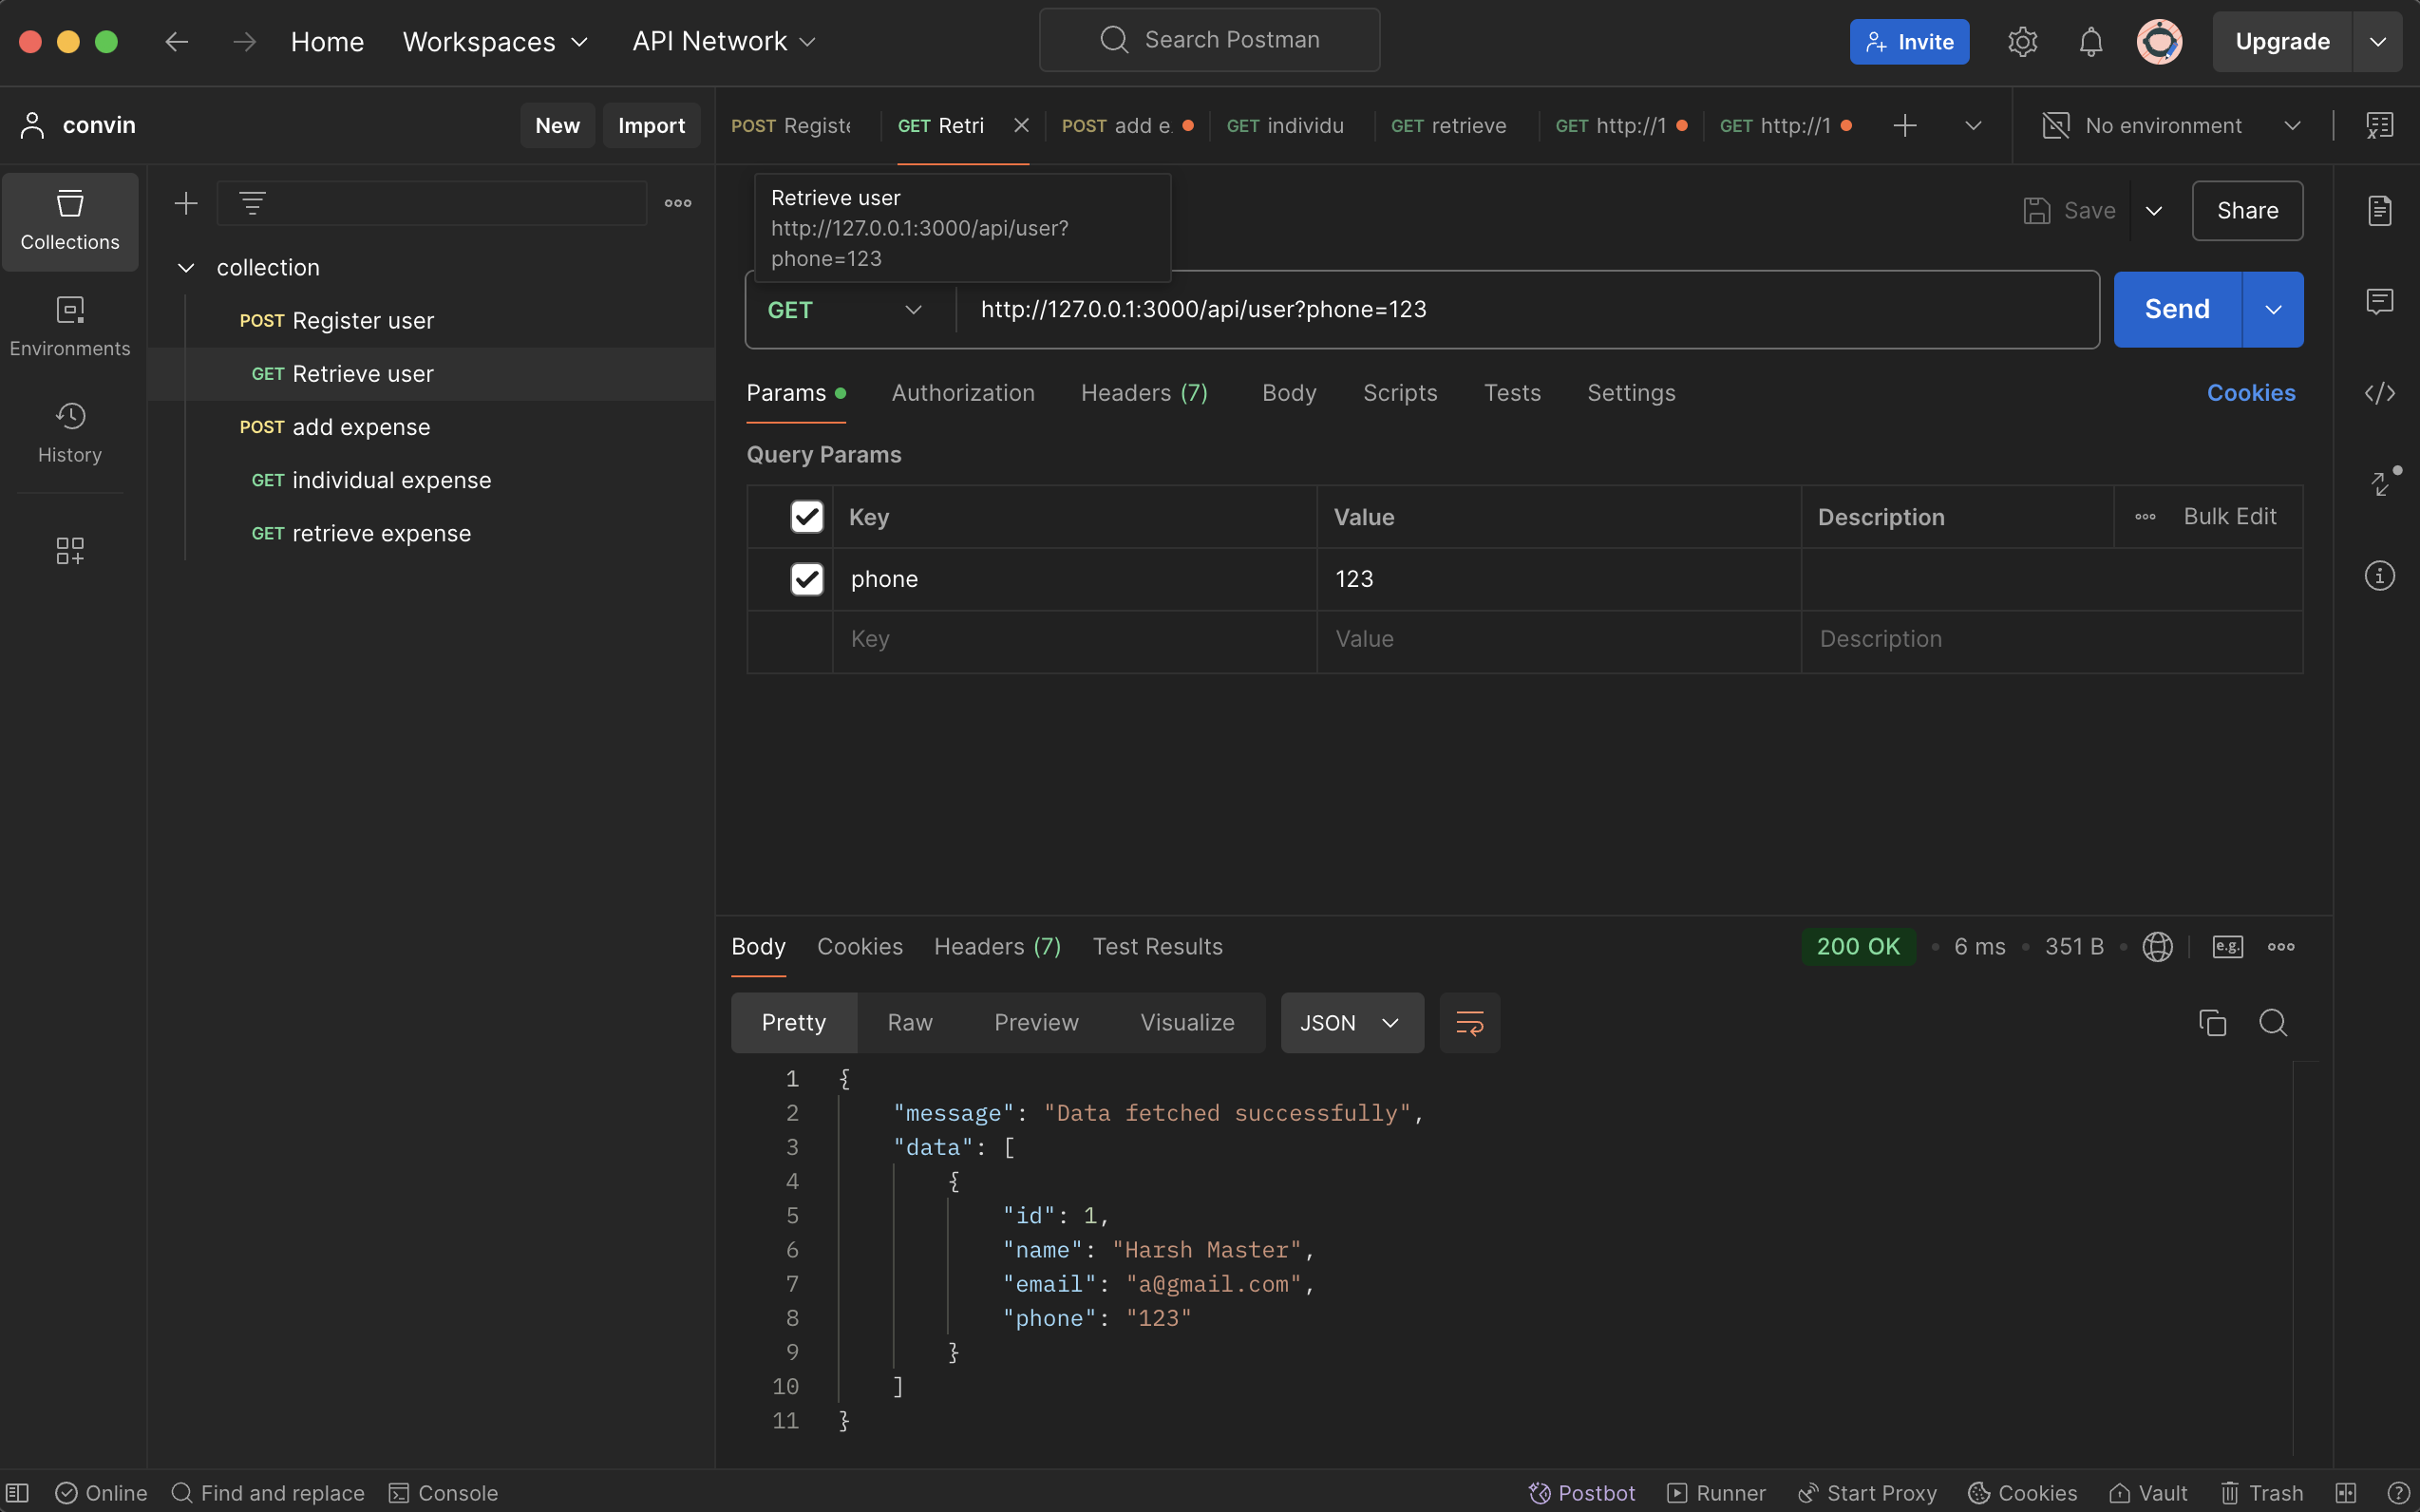 Home Workspaces API Network Search Postman Invite Upgrade
convin New Import POST Registe GET Retri POST add e. GET individu GET retrieve GET http://1 GET http://1 No environment
Collections
Environments
History
collection
POST Register user
GET Retrieve user
POST add expense
GET individual expense
GET retrieve expense
Retrieve user
http://127.0.0.1:3000/api/user?
phone=123
Save Share
GET http://127.0.0.1:3000/api/user?phone=123 Send
Params Authorization Headers (7) Body Scripts Tests Settings Cookies
Query Params
Key Value Description Bulk Edit
phone 123
Key Value Description
Body Cookies Headers (7) Test Results 200 OK 6 ms 351 B e.g.
Pretty Raw Preview Visualize JSON
1 {
2 "message": "Data fetched successfully",
3 "data": [
4 {
5 "id": 1,
6 "name": "Harsh Master",
7 "email": "a@gmail.com",
8 "phone": "123"
9 }
10 ]
11 }
Online Find and replace Console Postbot Runner Start Proxy Cookies Vault Trash